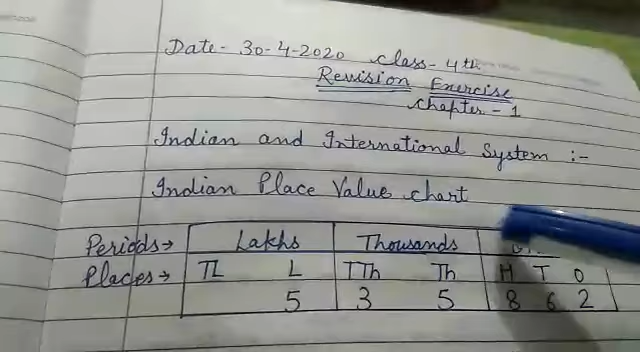 Date- 30-4-2020 class- 4th
Revision Exercise
chapter-1
Indian and International System :-
Indian Place Value chart
Periods→ Lakhs Thousands
Places→ TL L TTh Th H T O
5 3 5 8 6 2